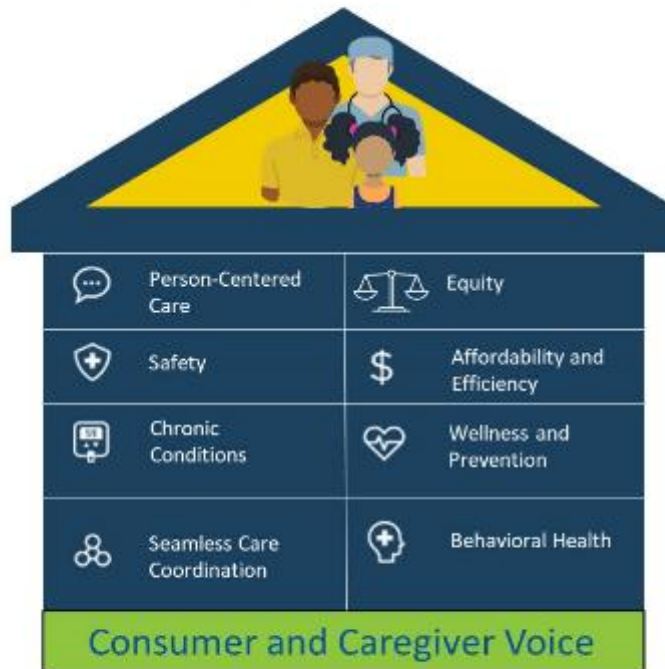 Person-Centered
Care
Equity
Safety
Affordability and
Efficiency
Chronic
Conditions
Wellness and
Prevention
Seamless Care
Coordination
Behavioral Health
Consumer and Caregiver Voice